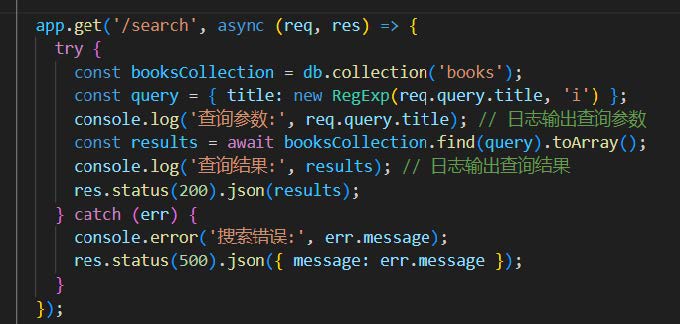 app.get('/search', async (req, res) => {
  try {
    const booksCollection = db.collection('books');
    const query = { title: new RegExp(req.query.title, 'i') };
    console.log('查询参数:', req.query.title); // 日志输出查询参数
    const results = await booksCollection.find(query).toArray();
    console.log('查询结果:', results); // 日志输出查询结果
    res.status(200).json(results);
  } catch (err) {
    console.error('搜索错误:', err.message);
    res.status(500).json({ message: err.message });
  }
});